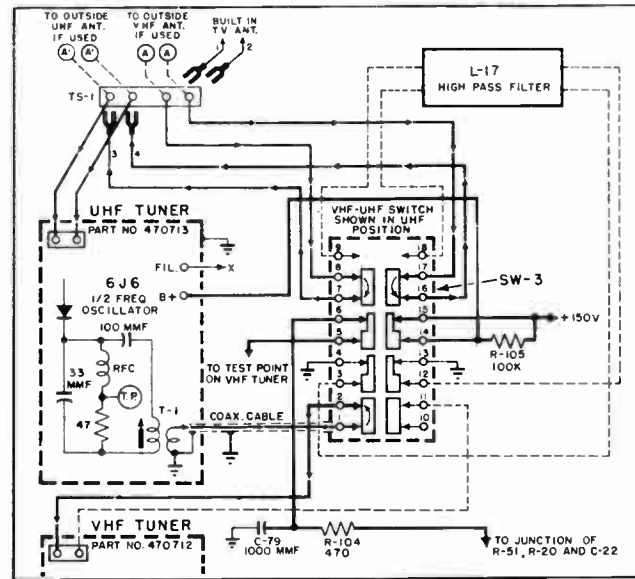 TO OUTSIDE
UHF ANT.
IF USED
TO OUTSIDE
VHF ANT.
IF USED
BUILT IN
TV ANT.
1
2
A'
A'
A
A
TS-1
3
4
L-17
HIGH PASS FILTER
UHF TUNER
PART NO 470713
FIL.
X
B+
6J6
1/2 FREQ
OSCILLATOR
100 MMF
33
MMF
RFC
T.P.
47
T-1
COAX. CABLE
VHF-UHF SWITCH
SHOWN IN UHF
POSITION
9
18
8
17
7
16
6
15
5
14
4
13
3
12
2
11
1
10
SW-3
+150V
R-105
100K
TO TEST POINT
ON VHF TUNER
VHF TUNER
PART NO. 470712
C-79
1000 MMF
R-104
470
TO JUNCTION OF
R-51, R-20 AND C-22